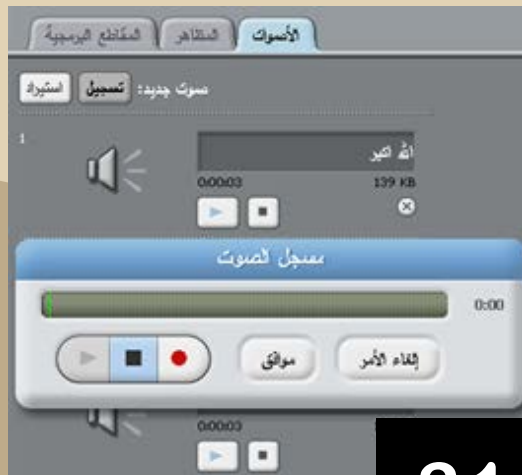 الأصوات المظاهر المقاطع البرمجية
صوت جديد: تسجيل استيراد
1
الله اكبر
0:00:03 139 KB
مسجل الصوت
0:00
إلغاء الأمر موافق
0:00:03